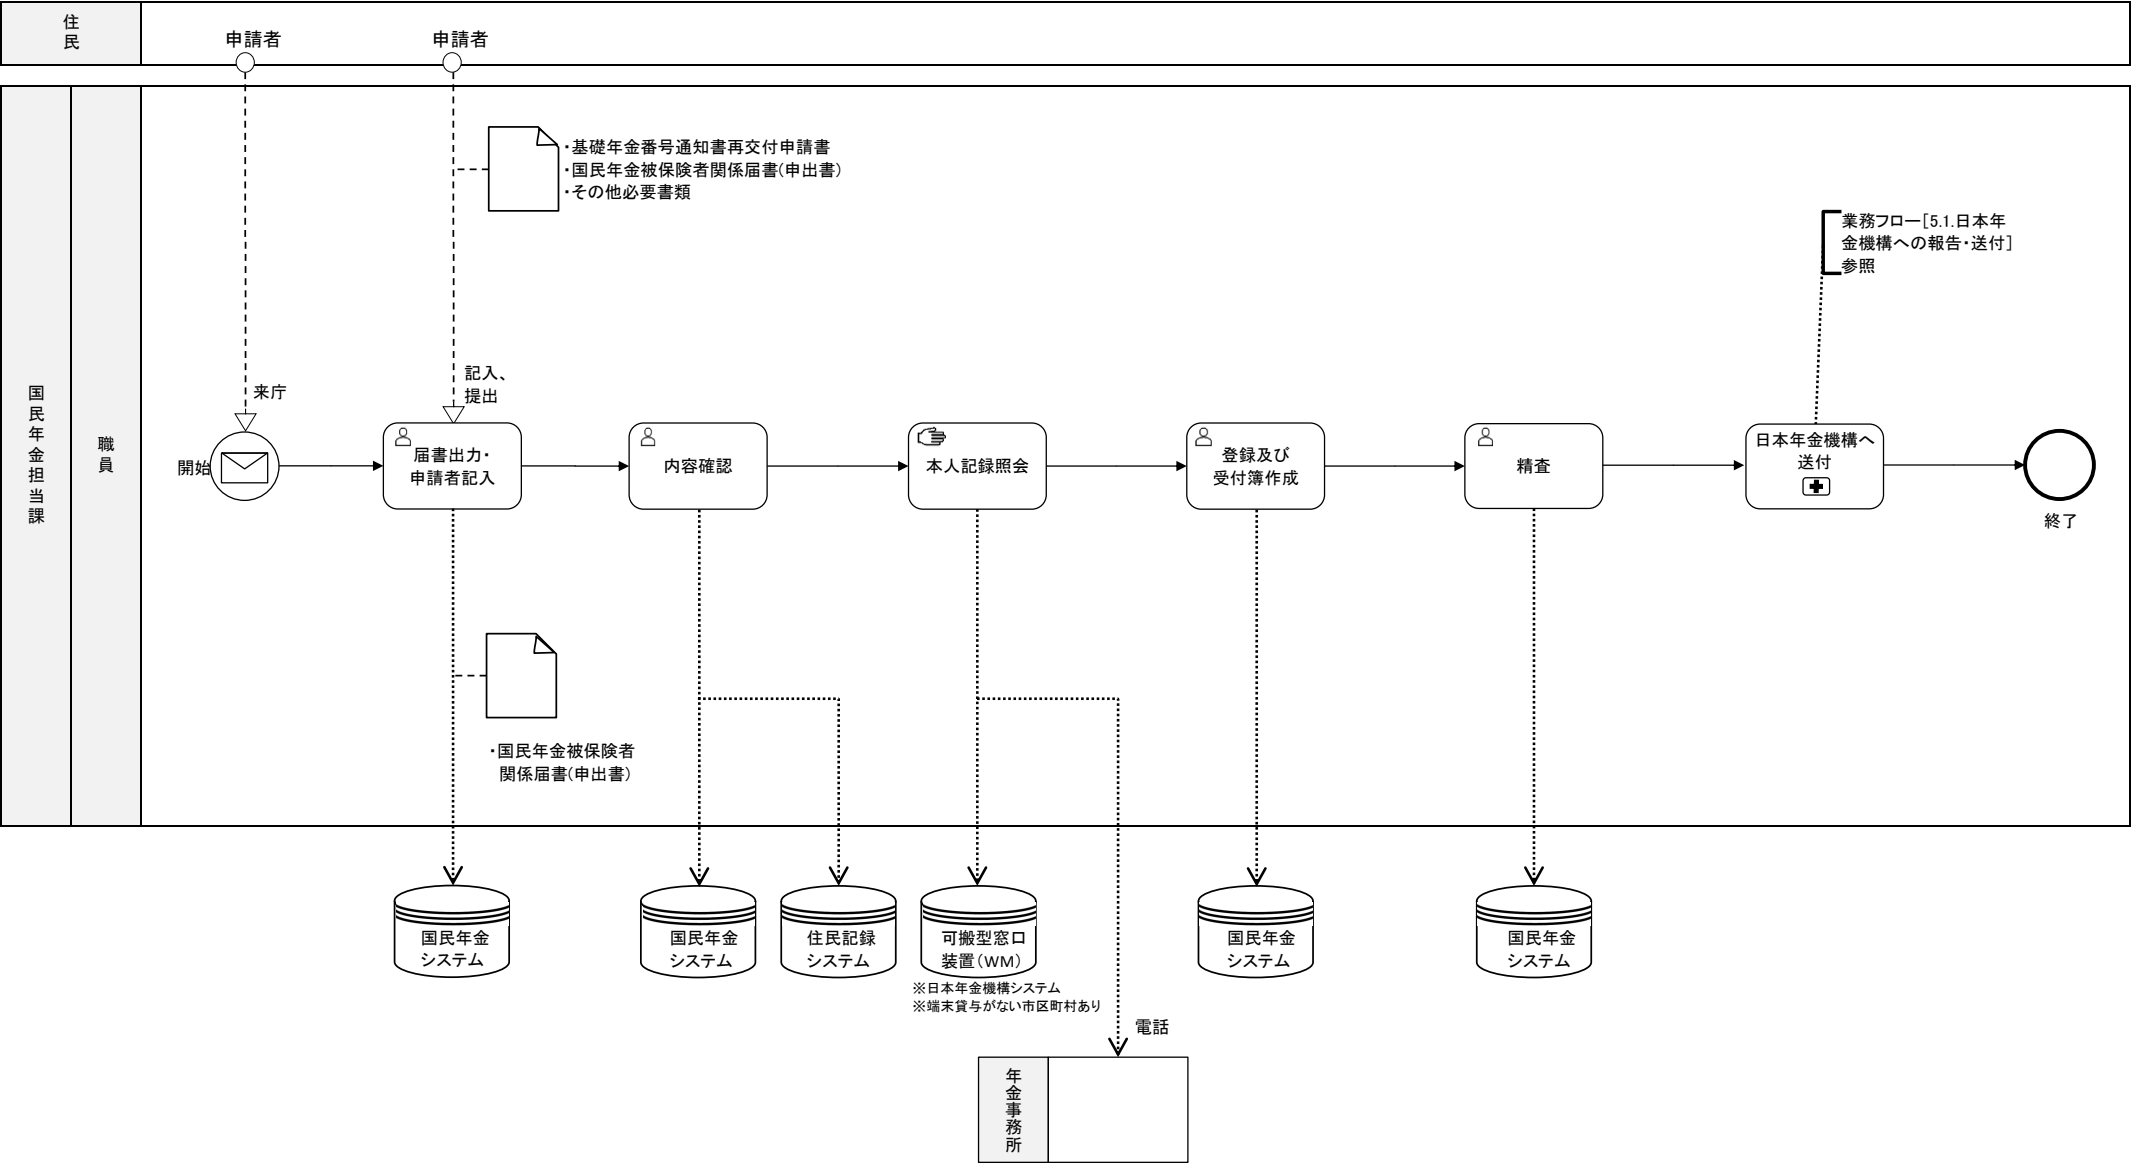 住民
申請者
申請者
国民年金担当課
職員
・基礎年金番号通知書再交付申請書
・国民年金被保険者関係届書(申出書)
・その他必要書類
業務フロー[5.1.日本年
金機構への報告・送付]
参照
来庁
記入、
提出
開始
届書出力・
申請者記入
内容確認
本人記録照会
登録及び
受付簿作成
精査
日本年金機構へ
送付
終了
・国民年金被保険者
関係届書(申出書)
国民年金
システム
国民年金
システム
住民記録
システム
可搬型窓口
装置(WM)
※日本年金機構システム
※端末貸与がない市区町村あり
国民年金
システム
国民年金
システム
電話
年金事務所